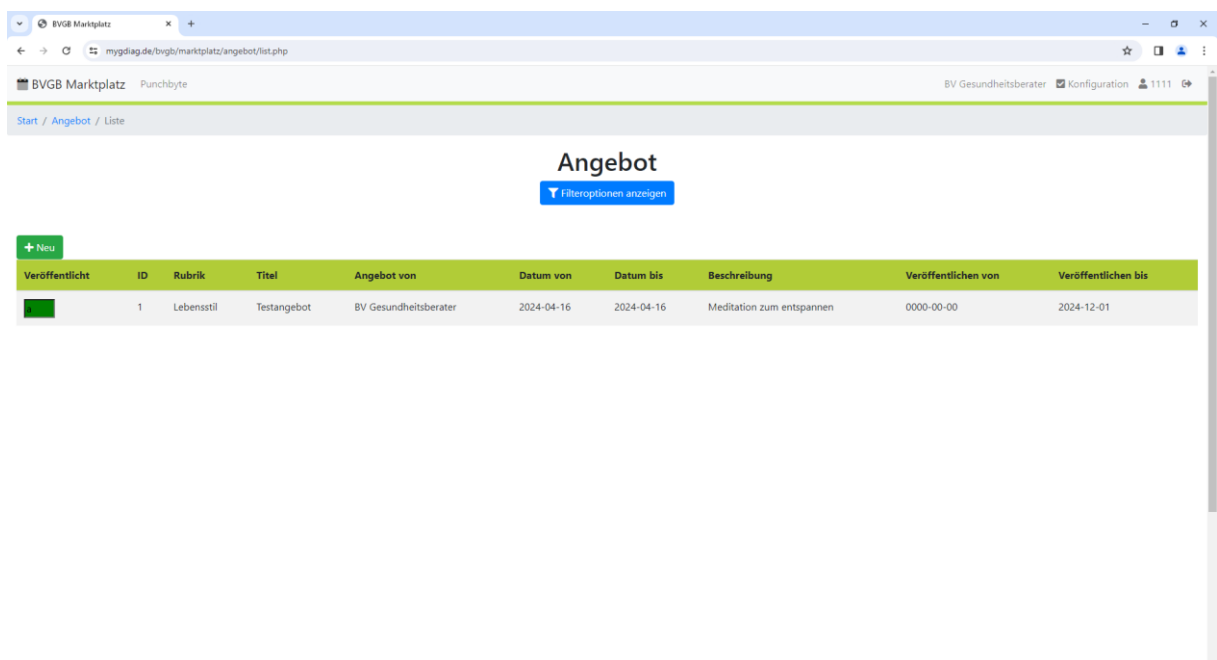 BVGB Marktplatz
mygdiag.de/bvgb/marktplatz/angebot/list.php
BVGB Marktplatz Punchbyte BV Gesundheitsberater Konfiguration 1111
Start / Angebot / Liste
Angebot
Filteroptionen anzeigen
+ Neu
Veröffentlicht ID Rubrik Titel Angebot von Datum von Datum bis Beschreibung Veröffentlichen von Veröffentlichen bis
1 Lebensstil Testangebot BV Gesundheitsberater 2024-04-16 2024-04-16 Meditation zum entspannen 0000-00-00 2024-12-01